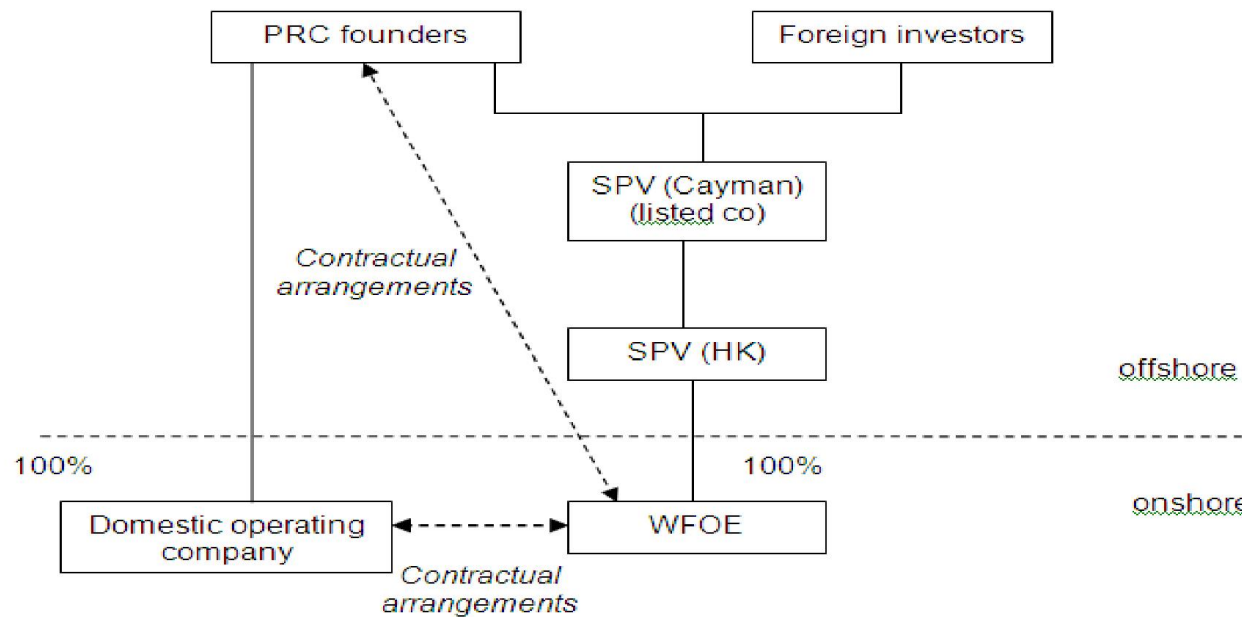 PRC founders
Foreign investors
SPV (Cayman)
(listed co)
Contractual
arrangements
SPV (HK)
offshore
100%
100%
onshore
Domestic operating
company
WFOE
Contractual
arrangements